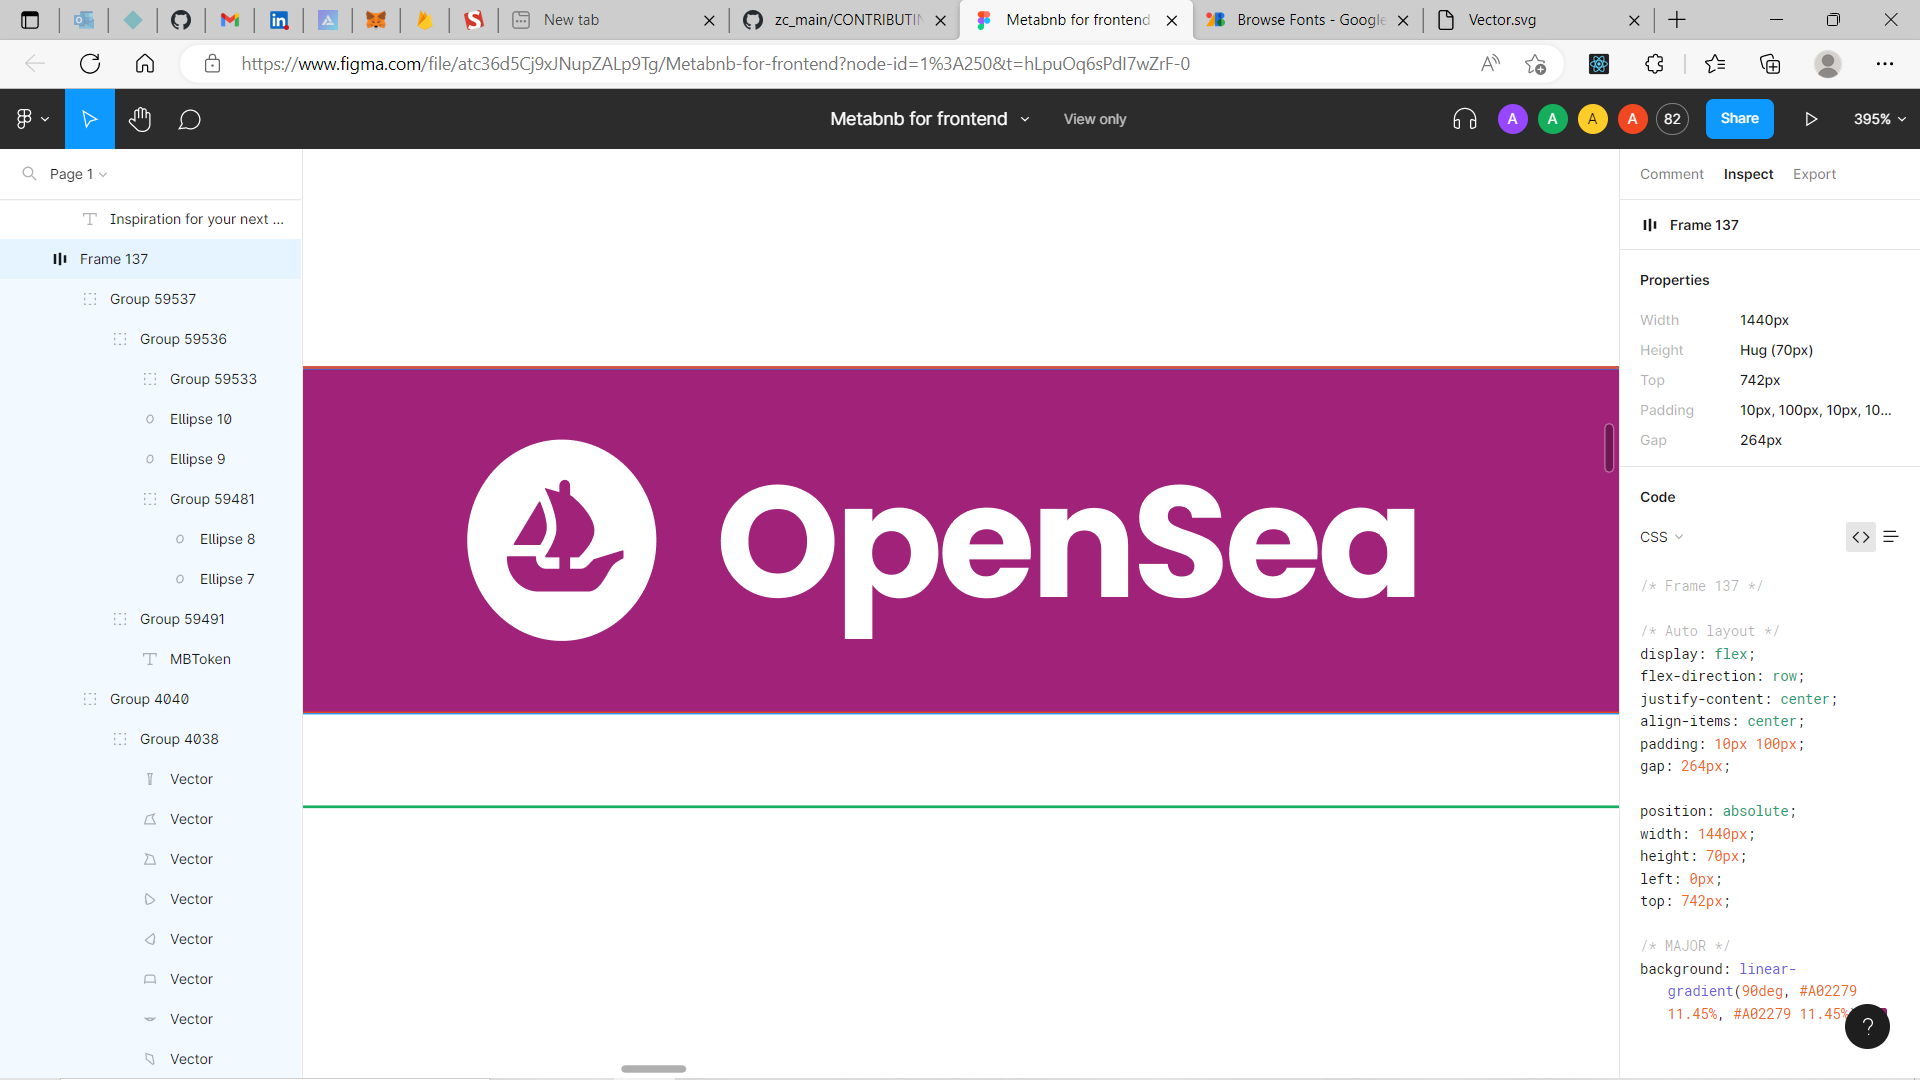 New tab
zc_main/CONTRIBUTIN
Metabnb for frontend
Browse Fonts - Google
Vector.svg
https://www.figma.com/file/atc36d5Cj9xJNupZALp9Tg/Metabnb-for-frontend?node-id=1%3A250&t=hLpuOq6sPdI7wZrF-0
Metabnb for frontend
View only
A
A
A
A
82
Share
395%
Page 1
Comment
Inspect
Export
Inspiration for your next ...
Frame 137
Group 59537
Group 59536
Group 59533
Ellipse 10
Ellipse 9
Group 59481
Ellipse 8
Ellipse 7
Group 59491
MBToken
Group 4040
Group 4038
Vector
Vector
Vector
Vector
Vector
Vector
Vector
Vector
OpenSea
Frame 137
Properties
Width 1440px
Height Hug (70px)
Top 742px
Padding 10px, 100px, 10px, 10...
Gap 264px
Code
CSS
/* Frame 137 */
/* Auto layout */
display: flex;
flex-direction: row;
justify-content: center;
align-items: center;
padding: 10px 100px;
gap: 264px;
position: absolute;
width: 1440px;
height: 70px;
left: 0px;
top: 742px;
/* MAJOR */
background: linear-
gradient(90deg, #A02279
11.45%, #A02279 11.45%
?